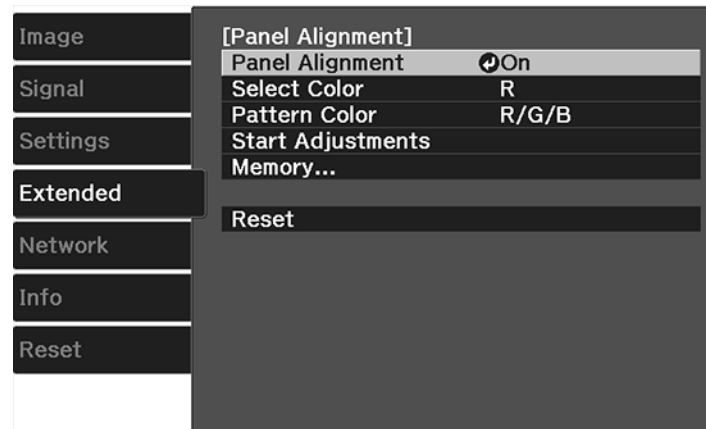 Image
Signal
Settings
Extended
Network
Info
Reset
[Panel Alignment]
Panel Alignment On
Select Color R
Pattern Color R/G/B
Start Adjustments
Memory...
Reset